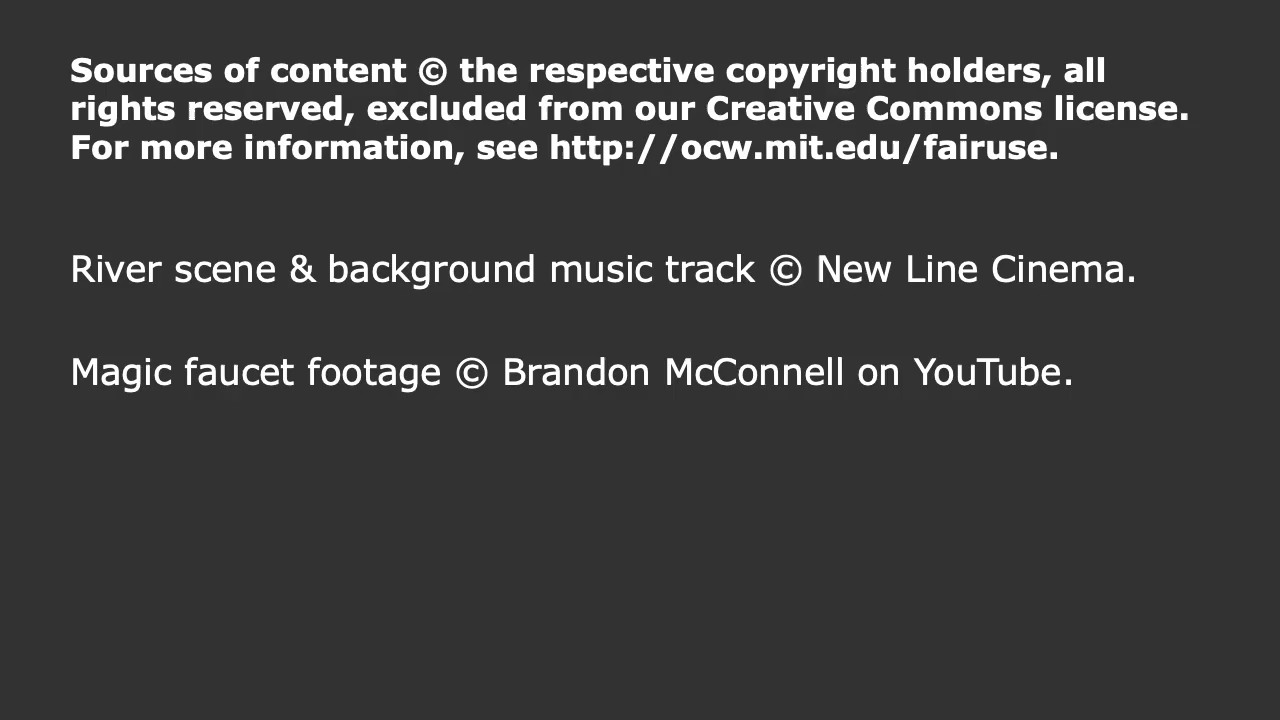 Sources of content © the respective copyright holders, all
rights reserved, excluded from our Creative Commons license.
For more information, see http://ocw.mit.edu/fairuse.
River scene & background music track © New Line Cinema.
Magic faucet footage © Brandon McConnell on YouTube.